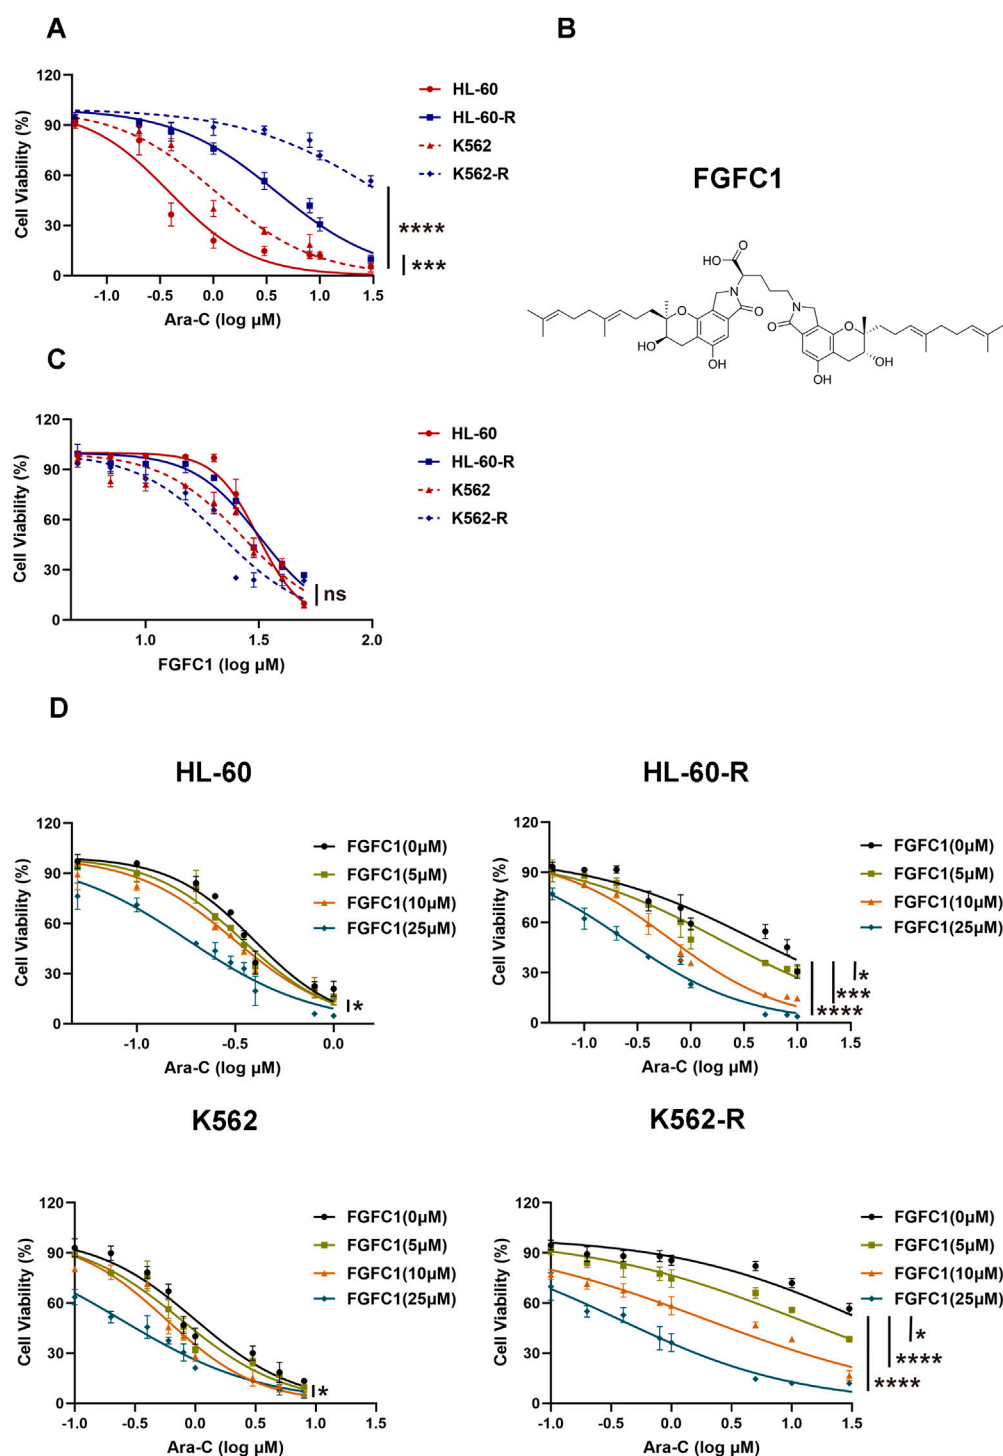 A
120
90
60
30
0
Cell Viability (%)
-1.0
-0.5
0.0
0.5
1.0
1.5
Ara-C (log μM)
HL-60
HL-60-R
K562
K562-R
****
***
B
FGFC1
HO
O
N
O
O
HO
OH
N
O
O
OH
OH
C
120
90
60
30
0
Cell Viability (%)
1.0
1.5
2.0
FGFC1 (log μM)
HL-60
HL-60-R
K562
K562-R
ns
D
HL-60
120
90
60
30
0
Cell Viability (%)
-1.0
-0.5
0.0
Ara-C (log μM)
FGFC1(0μM)
FGFC1(5μM)
FGFC1(10μM)
FGFC1(25μM)
*
HL-60-R
120
90
60
30
0
Cell Viability (%)
-1.0
-0.5
0.0
0.5
1.0
1.5
Ara-C (log μM)
FGFC1(0μM)
FGFC1(5μM)
FGFC1(10μM)
FGFC1(25μM)
*
***
****
K562
120
90
60
30
0
Cell Viability (%)
-1.0
-0.5
0.0
0.5
1.0
1.5
Ara-C (log μM)
FGFC1(0μM)
FGFC1(5μM)
FGFC1(10μM)
FGFC1(25μM)
*
K562-R
120
90
60
30
0
Cell Viability (%)
-1.0
-0.5
0.0
0.5
1.0
1.5
Ara-C (log μM)
FGFC1(0μM)
FGFC1(5μM)
FGFC1(10μM)
FGFC1(25μM)
*
****
****